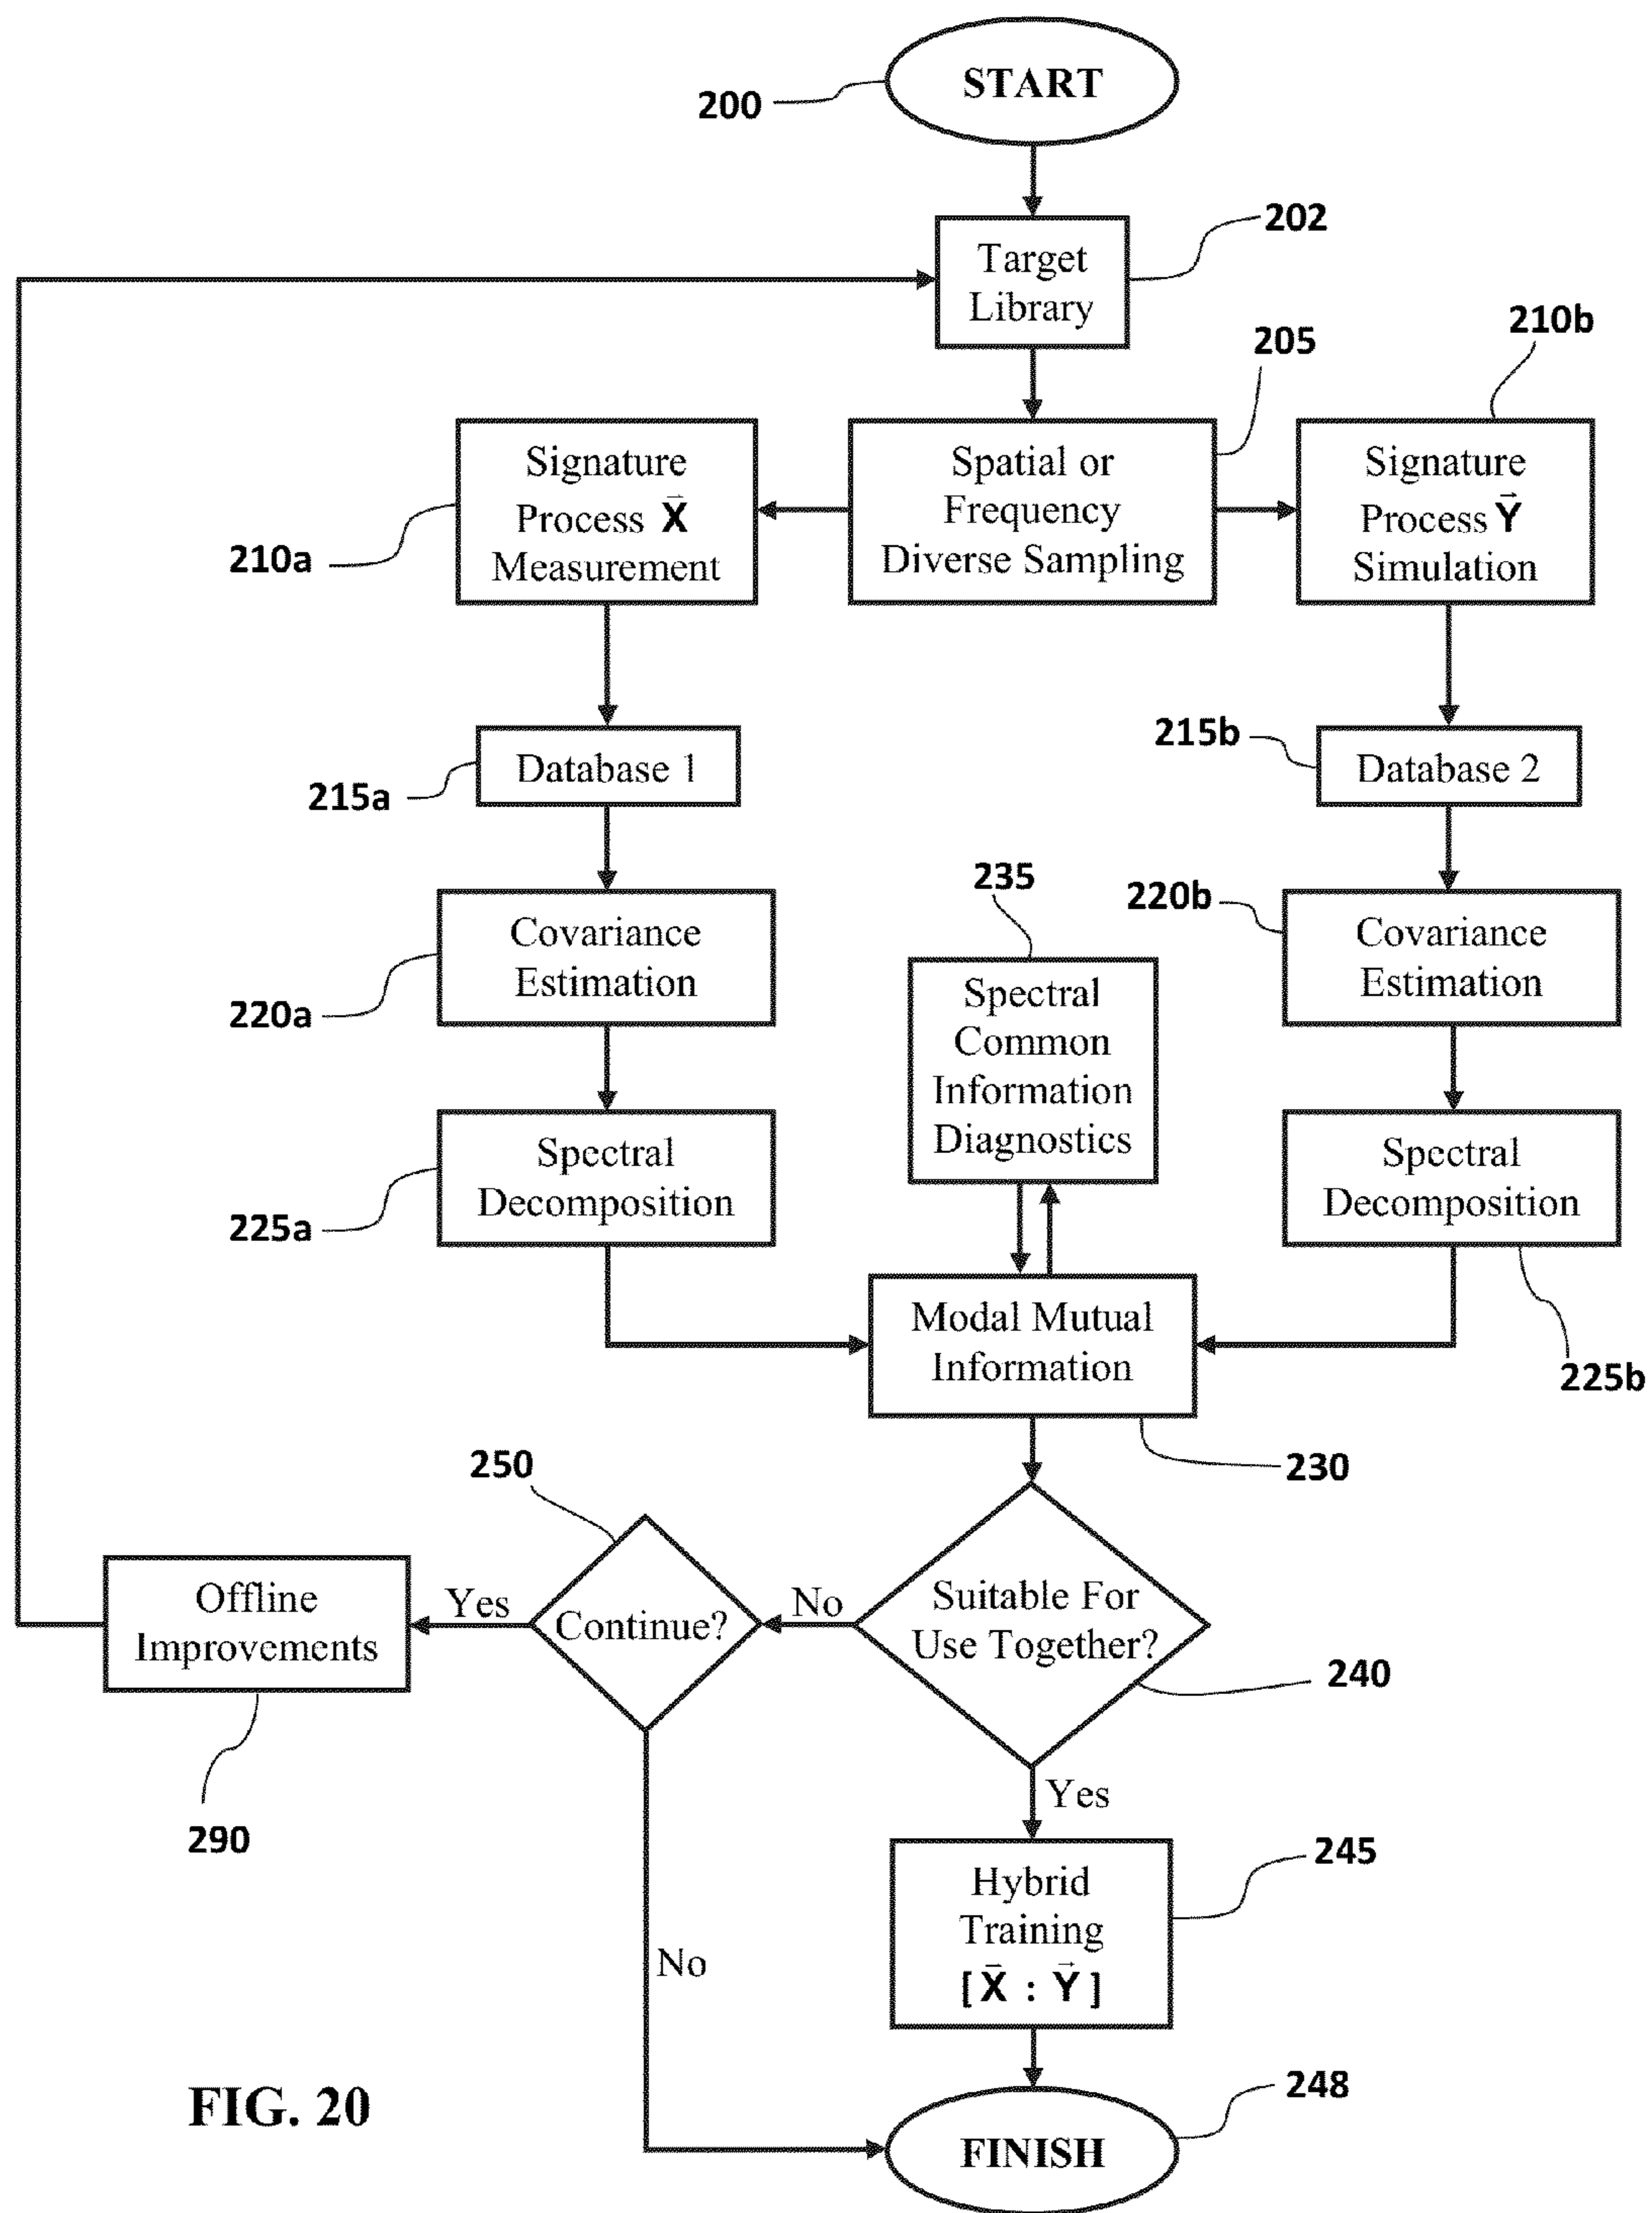 START
200
202
Target
Library
210b
205
Signature
Process X⃗
Measurement
210a
Spatial or
Frequency
Diverse Sampling
Signature
Process Y⃗
Simulation
Database 1
215a
215b
Database 2
235
220b
Covariance
Estimation
220a
Spectral
Common
Information
Diagnostics
Covariance
Estimation
Spectral
Decomposition
225a
Spectral
Decomposition
225b
Modal Mutual
Information
230
250
Offline
Improvements
290
Yes
Continue?
No
Suitable For
Use Together?
240
Yes
245
Hybrid
Training
[ X⃗ : Y⃗ ]
No
248
FINISH
FIG. 20